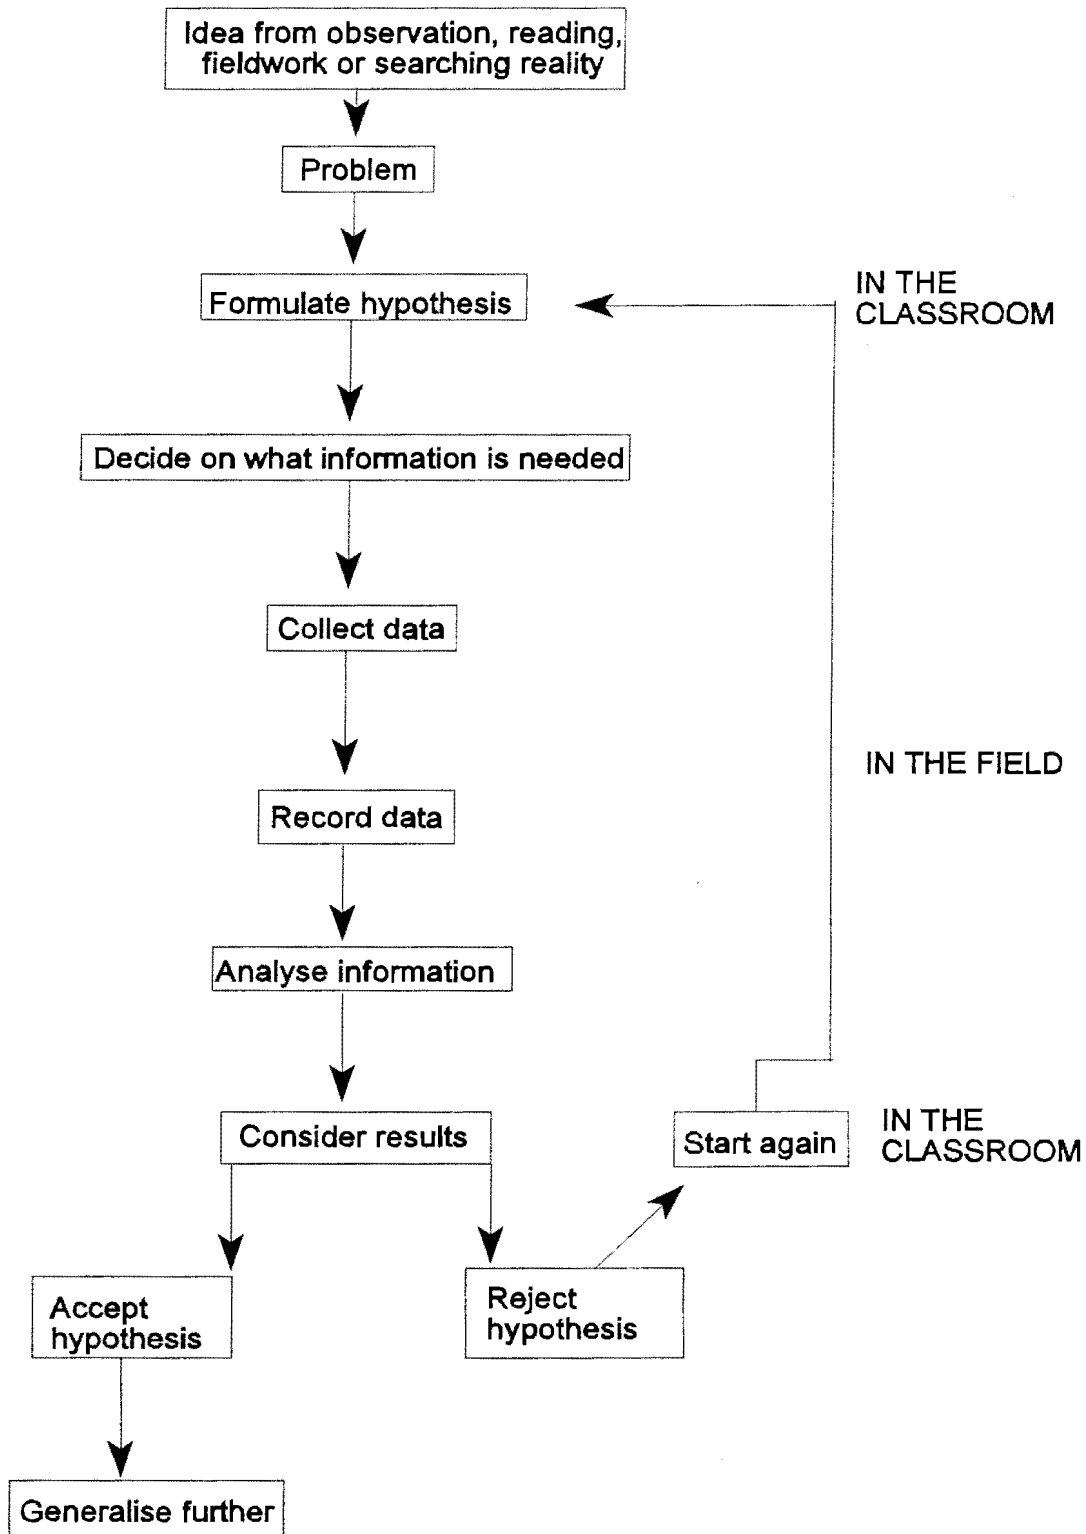 Idea from observation, reading,
fieldwork or searching reality
Problem
Formulate hypothesis
IN THE
CLASSROOM
Decide on what information is needed
Collect data
IN THE FIELD
Record data
Analyse information
Consider results
Start again
IN THE
CLASSROOM
Accept
hypothesis
Reject
hypothesis
Generalise further